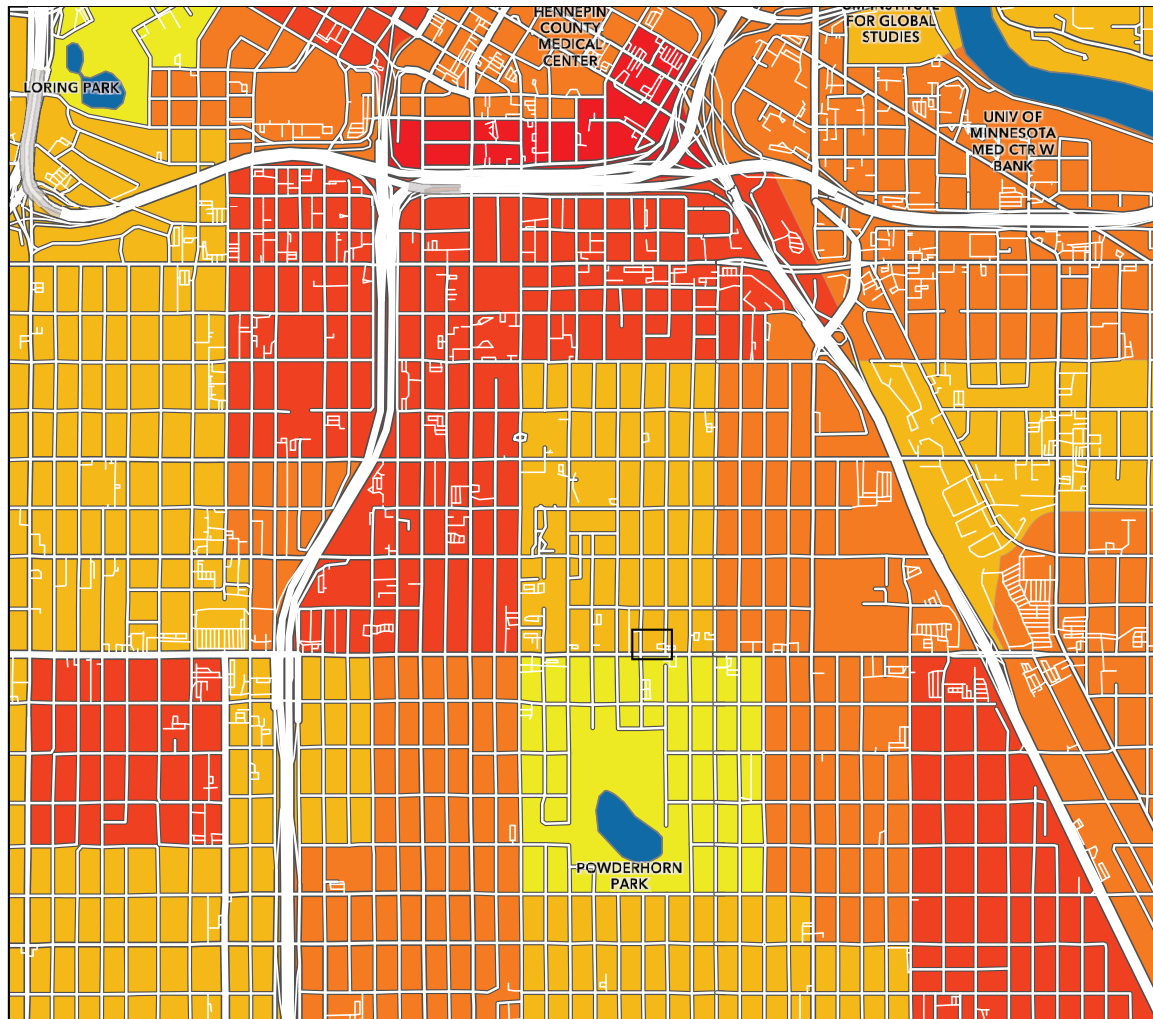 HENNEPIN
COUNTY
MEDICAL
CENTER
FOR GLOBAL
STUDIES
LORING PARK
UNIV OF
MINNESOTA
MED CTR W
BANK
POWDERHORN
PARK